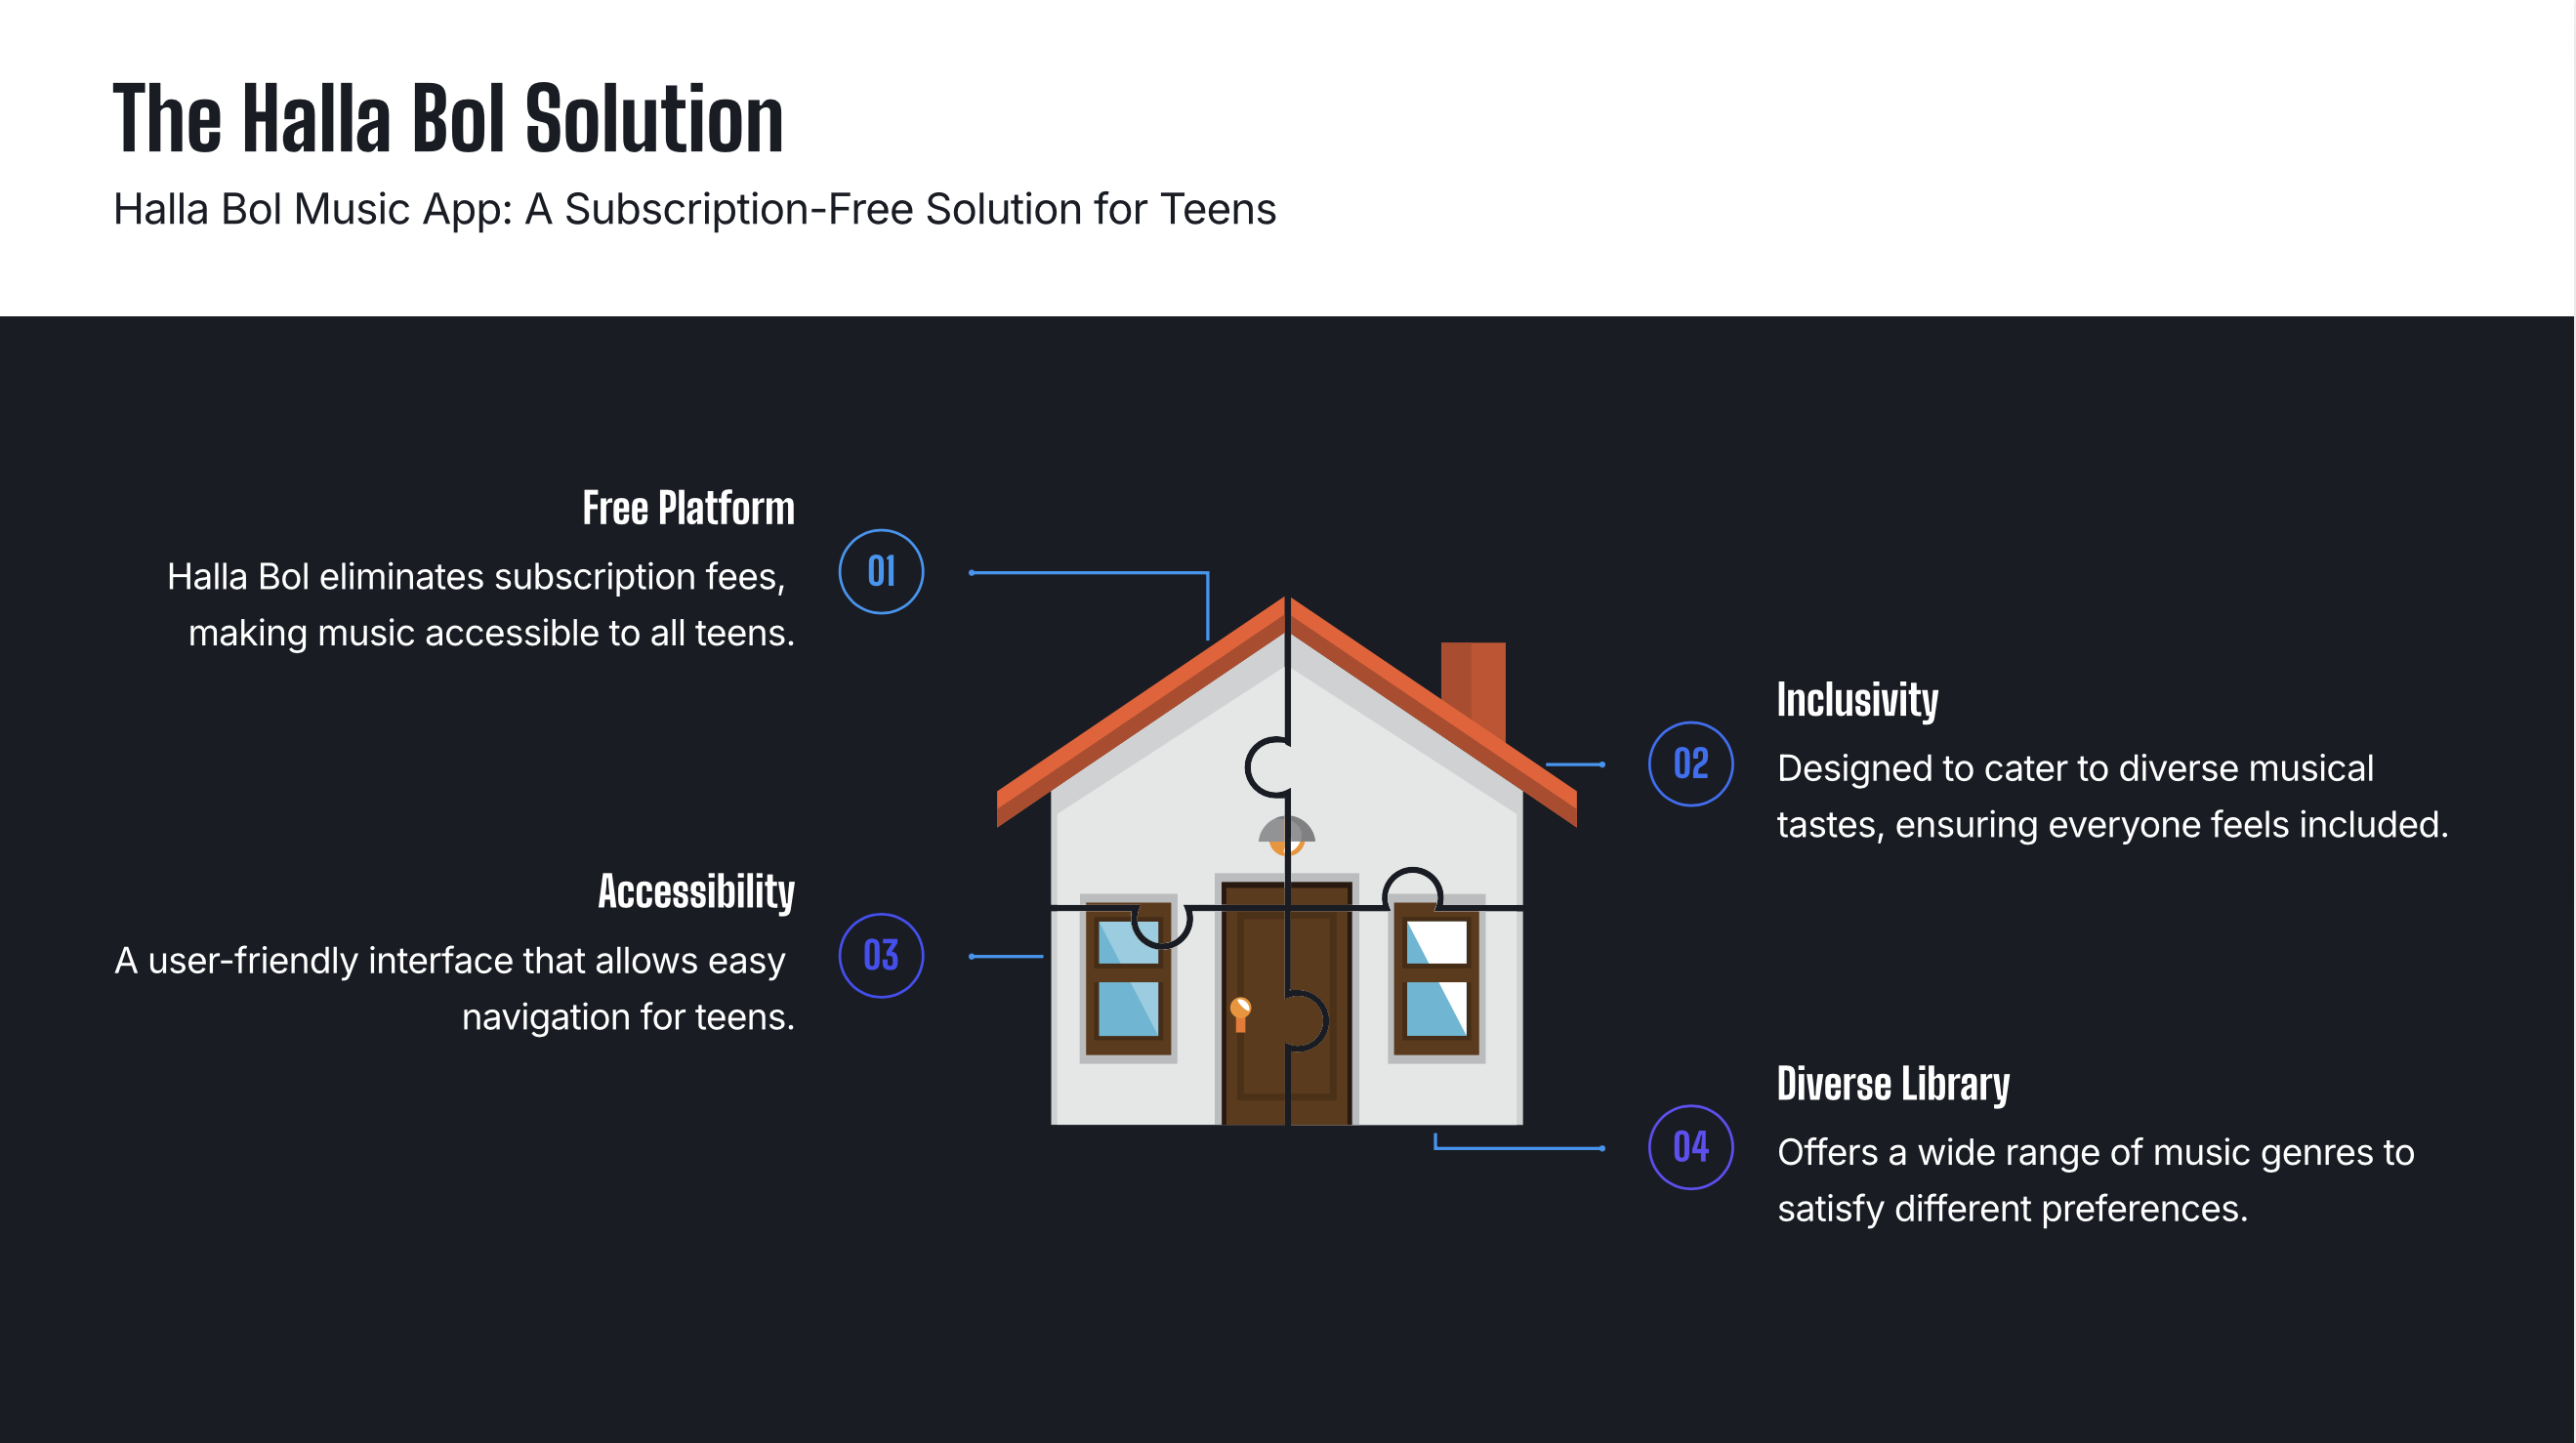 The Halla Bol Solution
Halla Bol Music App: A Subscription-Free Solution for Teens
Free Platform
Halla Bol eliminates subscription fees,
making music accessible to all teens.
01
Inclusivity
Designed to cater to diverse musical
tastes, ensuring everyone feels included.
02
Accessibility
A user-friendly interface that allows easy
navigation for teens.
03
Diverse Library
Offers a wide range of music genres to
satisfy different preferences.
04